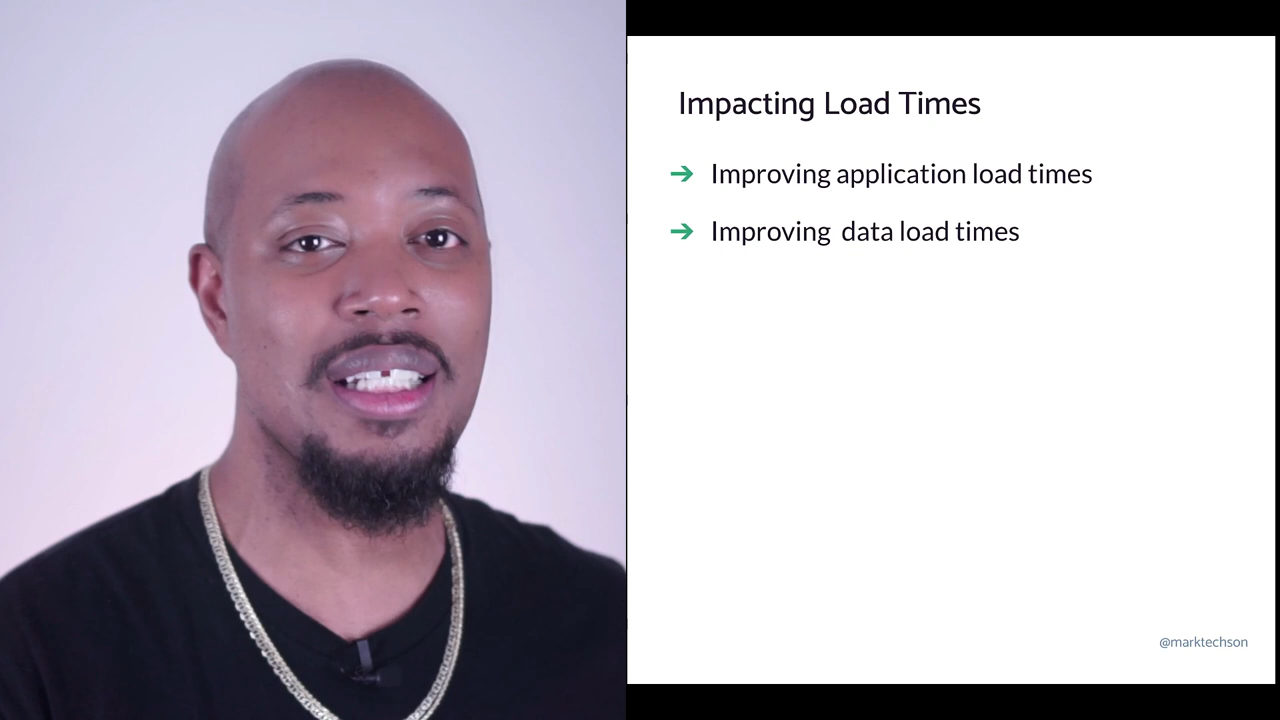 Impacting Load Times
➔ Improving application load times
➔ Improving  data load times
@marktechson